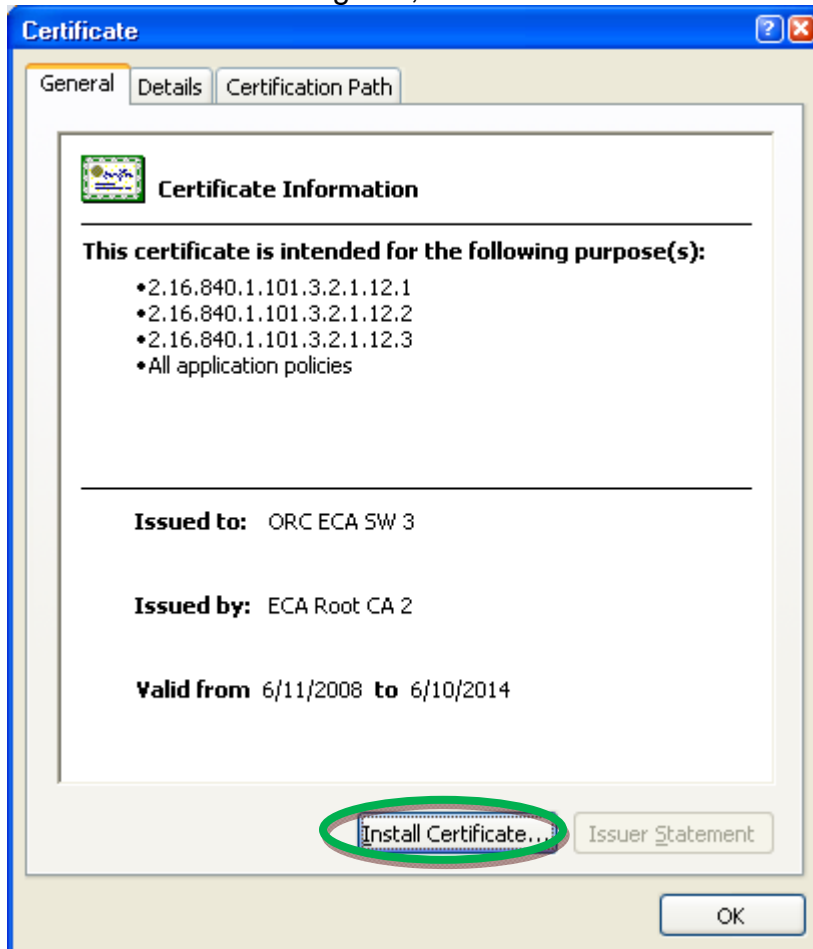 Certificate
General Details Certification Path
Certificate Information
This certificate is intended for the following purpose(s):
•2.16.840.1.101.3.2.1.12.1
•2.16.840.1.101.3.2.1.12.2
•2.16.840.1.101.3.2.1.12.3
•All application policies
Issued to: ORC ECA SW 3
Issued by: ECA Root CA 2
Valid from 6/11/2008 to 6/10/2014
Install Certificate... Issuer Statement
OK